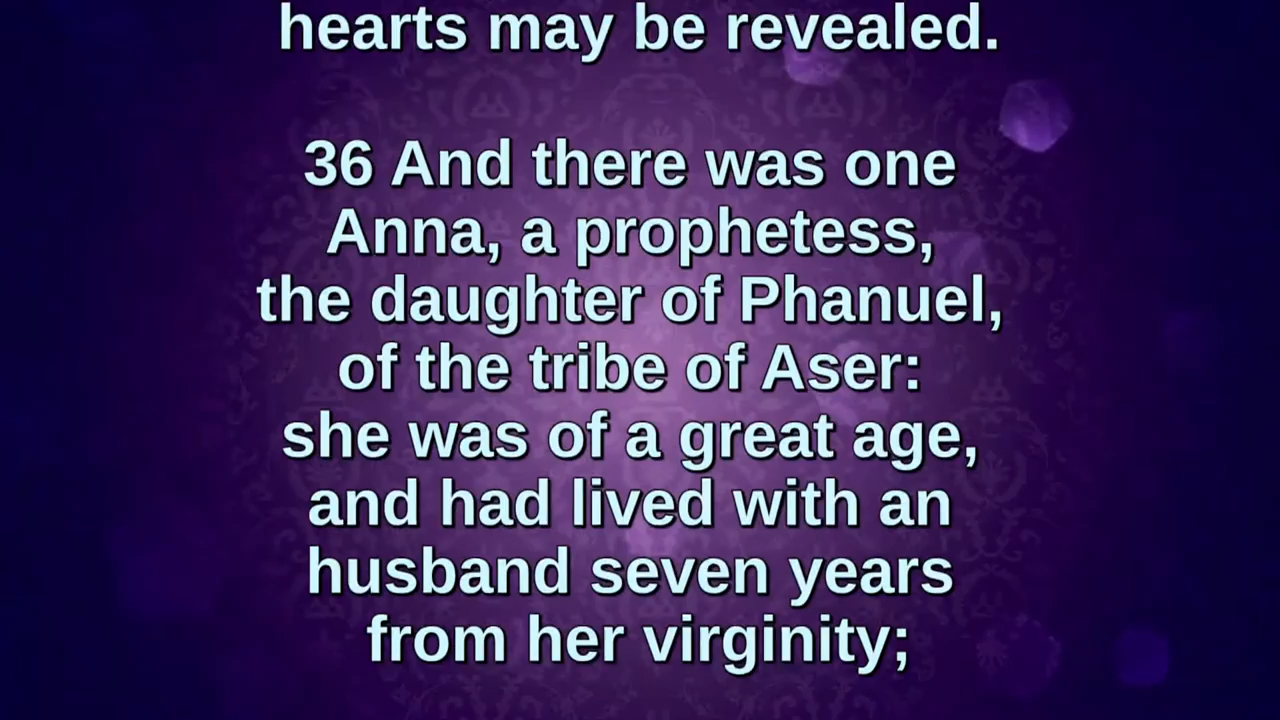 hearts may be revealed.
36 And there was one
Anna, a prophetess,
the daughter of Phanuel,
of the tribe of Aser:
she was of a great age,
and had lived with an
husband seven years
from her virginity;